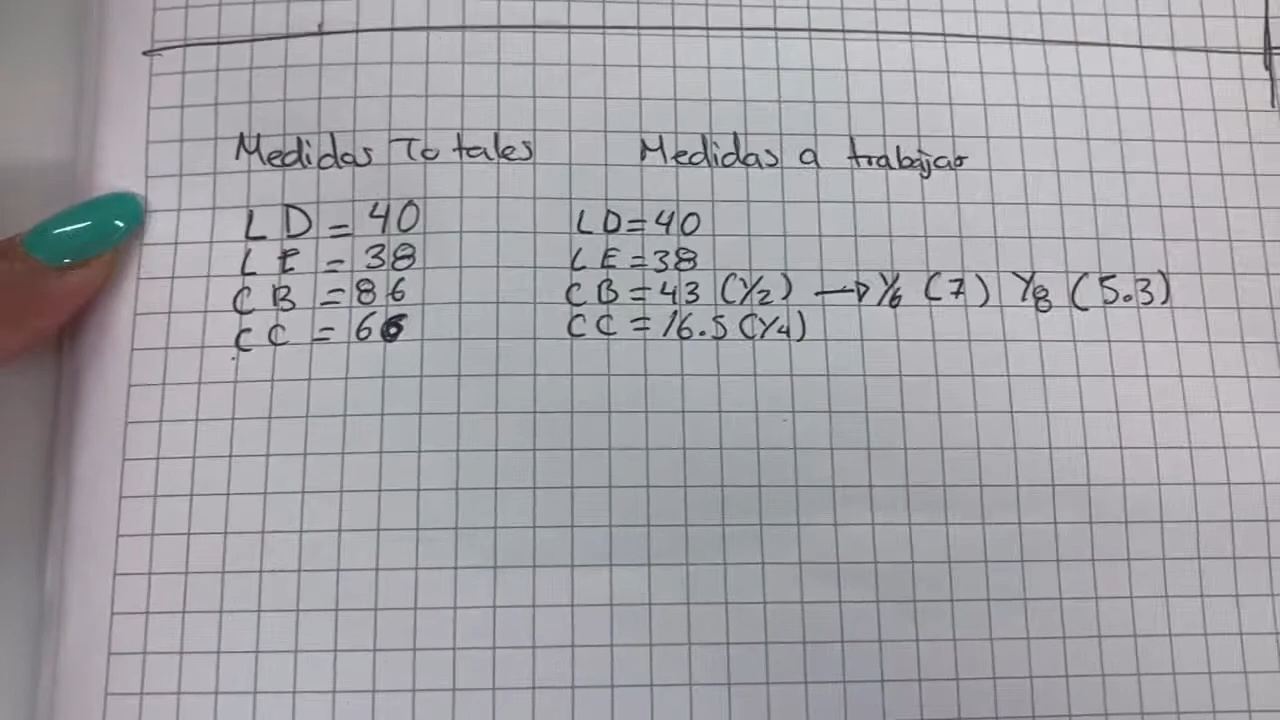 Medidas Totales Medidas a trabajar
LD = 40 LD = 40
LE = 38 LE = 38
CB = 86 CB = 43 (1/2) → 1/6 (7) 1/8 (5.3)
CC = 66 CC = 16.5 (1/4)